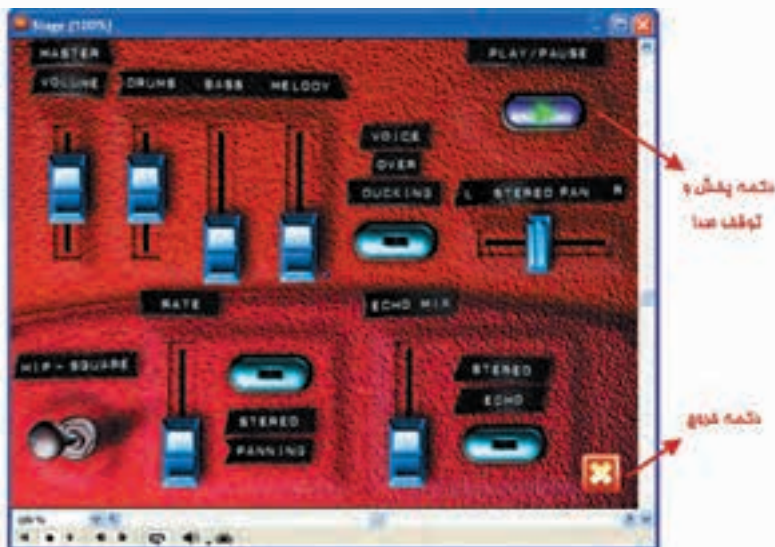 Stage (100%)
MASTER
VOLUME
DRUMS BASS MELODY
PLAY/PAUSE
VOICE
OVER
DUCKING
L STEREO PAN R
دکمه پخش و
توقف صدا
RATE
ECHO MIX
HIP-SQUARE
STEREO
PANNING
STEREO
ECHO
دکمه خروج